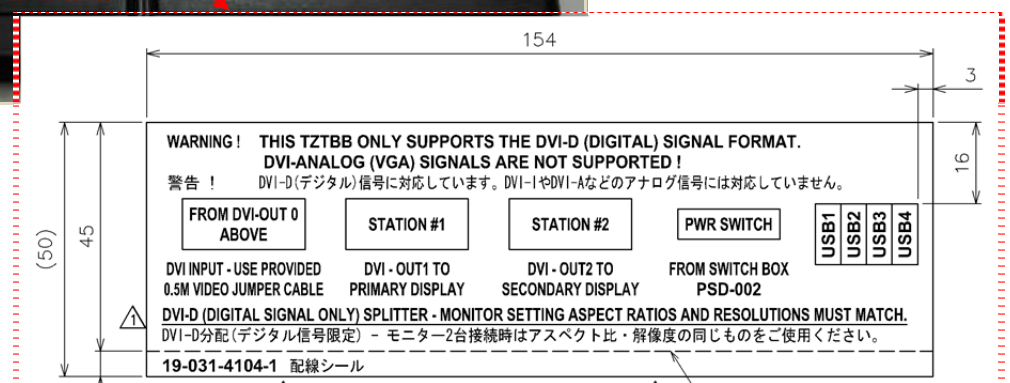 154
3
16
(50)
45
WARNING! THIS TZTBB ONLY SUPPORTS THE DVI-D (DIGITAL) SIGNAL FORMAT.
DVI-ANALOG (VGA) SIGNALS ARE NOT SUPPORTED !
警告 ! DVI-D(デジタル)信号に対応しています。DVI-IやDVI-Aなどのアナログ信号には対応していません。
FROM DVI-OUT 0
ABOVE
STATION #1
STATION #2
PWR SWITCH
USB1
USB2
USB3
USB4
DVI INPUT - USE PROVIDED
0.5M VIDEO JUMPER CABLE
DVI - OUT1 TO
PRIMARY DISPLAY
DVI - OUT2 TO
SECONDARY DISPLAY
FROM SWITCH BOX
PSD-002
1
DVI-D (DIGITAL SIGNAL ONLY) SPLITTER - MONITOR SETTING ASPECT RATIOS AND RESOLUTIONS MUST MATCH.
DVI-D分配(デジタル信号限定) - モニター2台接続時はアスペクト比・解像度の同じものをご使用ください。
19-031-4104-1 配線シール